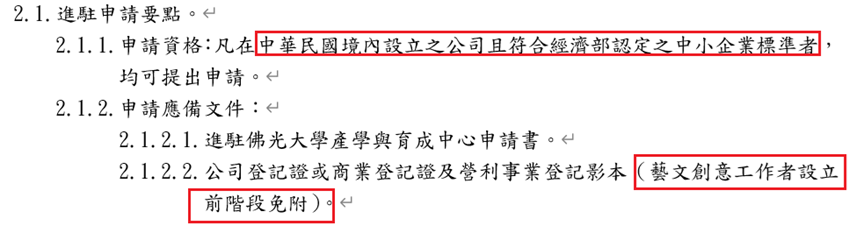 2.1. 進駐申請要點。
2.1.1. 申請資格：凡在中華民國境內設立之公司且符合經濟部認定之中小企業標準者，
均可提出申請。
2.1.2. 申請應備文件：
2.1.2.1. 進駐佛光大學產學與育成中心申請書。
2.1.2.2. 公司登記證或商業登記證及營利事業登記影本（藝文創意工作者設立
前階段免附）。